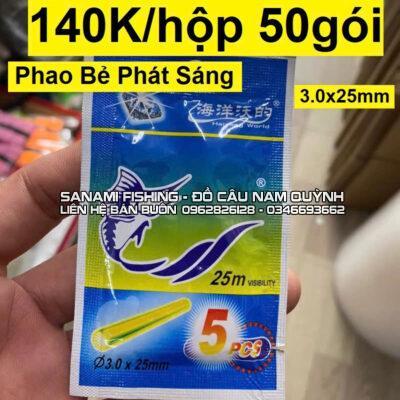 140K/hộp 50gói
Phao Bẻ Phát Sáng
3.0x25mm
海洋沃的
World
®
SANAMI FISHING - ĐỒ CÂU NAM QUỲNH
LIÊN HỆ BÁN BUÔN 0962826128 - 0346693662
25m VISIBILITY
5 PCS
Ø3.0 x 25mm